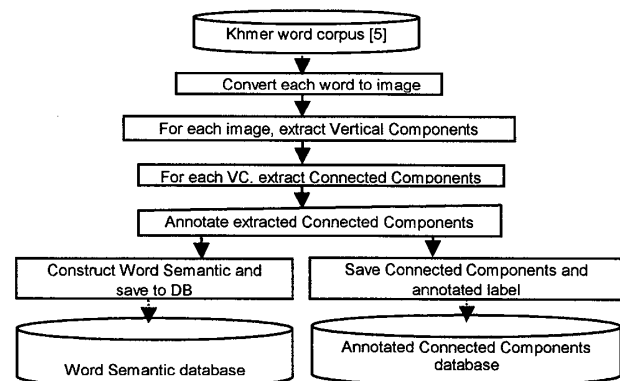 Khmer word corpus [5]
Convert each word to image
For each image, extract Vertical Components
For each VC. extract Connected Components
Annotate extracted Connected Components
Construct Word Semantic and
save to DB
Save Connected Components and
annotated label
Word Semantic database
Annotated Connected Components
database